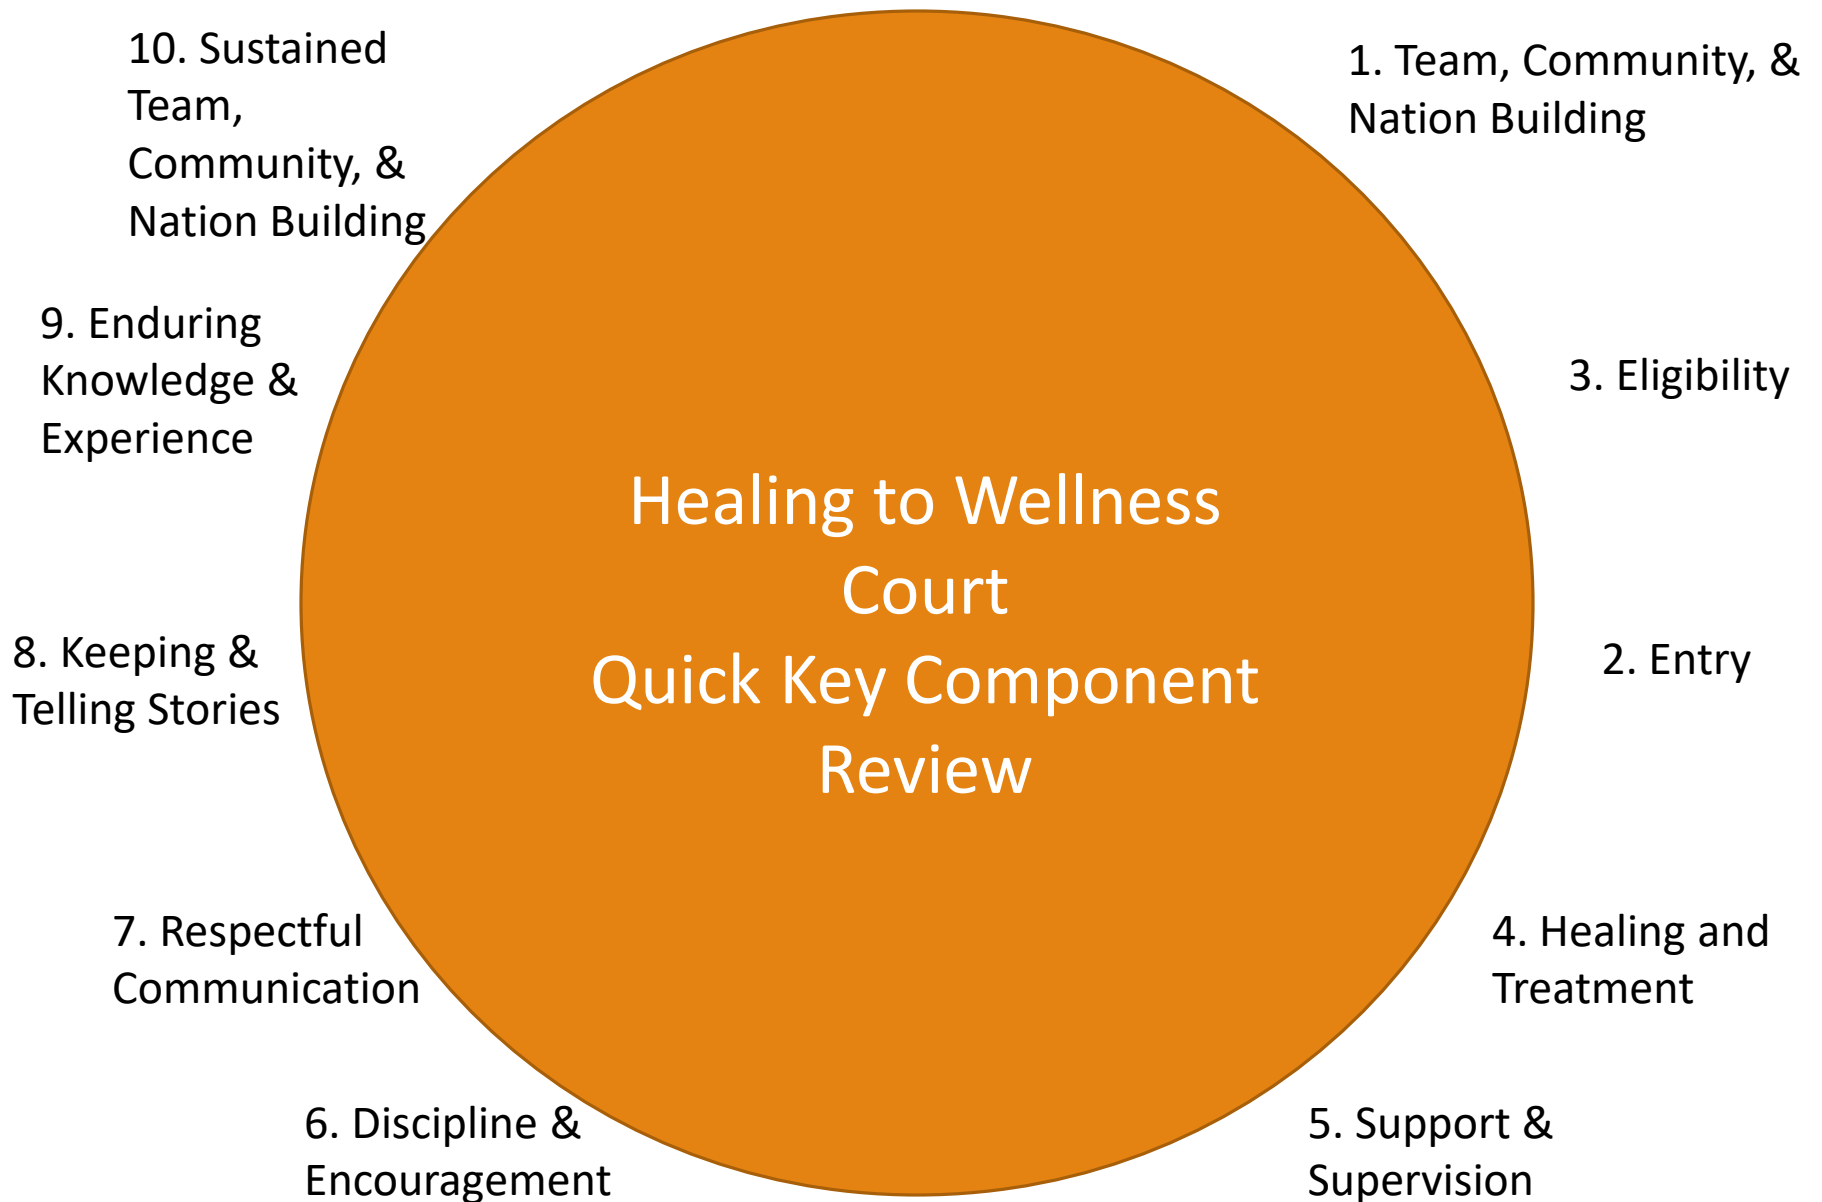 10. Sustained
Team,
Community, &
Nation Building
1. Team, Community, &
Nation Building
9. Enduring
Knowledge &
Experience
3. Eligibility
Healing to Wellness
Court
Quick Key Component
Review
8. Keeping &
Telling Stories
2. Entry
7. Respectful
Communication
4. Healing and
Treatment
6. Discipline &
Encouragement
5. Support &
Supervision